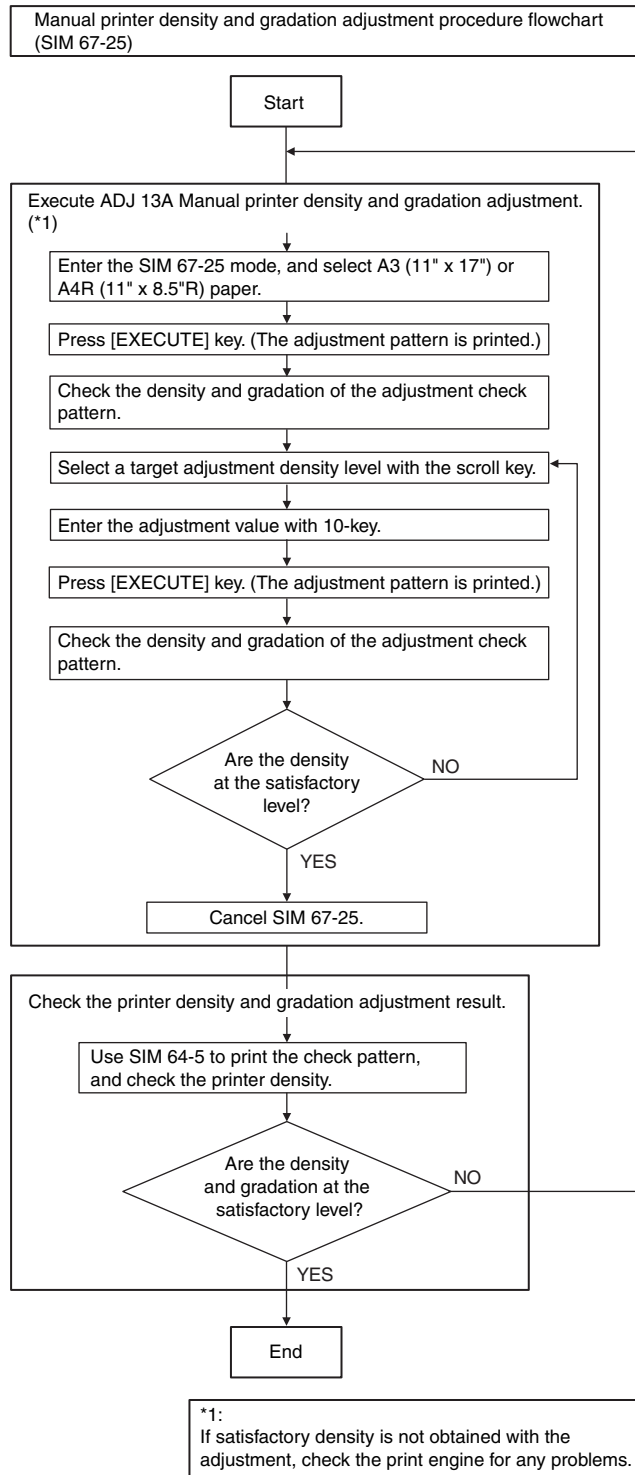 Manual printer density and gradation adjustment procedure flowchart
(SIM 67-25)
Start
Execute ADJ 13A Manual printer density and gradation adjustment.
(*1)
Enter the SIM 67-25 mode, and select A3 (11" x 17") or
A4R (11" x 8.5"R) paper.
Press [EXECUTE] key. (The adjustment pattern is printed.)
Check the density and gradation of the adjustment check
pattern.
Select a target adjustment density level with the scroll key.
Enter the adjustment value with 10-key.
Press [EXECUTE] key. (The adjustment pattern is printed.)
Check the density and gradation of the adjustment check
pattern.
Are the density
at the satisfactory
level?
NO
YES
Cancel SIM 67-25.
Check the printer density and gradation adjustment result.
Use SIM 64-5 to print the check pattern,
and check the printer density.
Are the density
and gradation at the
satisfactory level?
NO
YES
End
*1:
If satisfactory density is not obtained with the
adjustment, check the print engine for any problems.